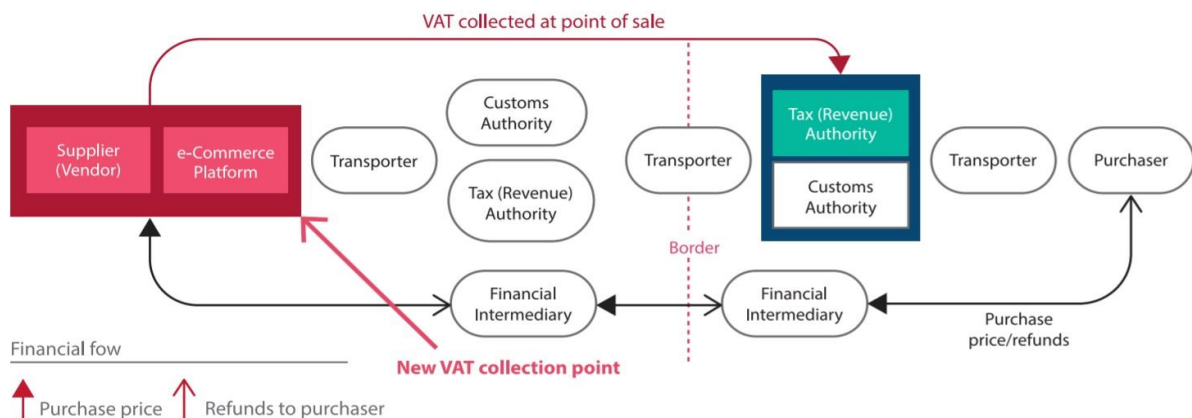 VAT collected at point of sale
Supplier
(Vendor)
e-Commerce
Platform
Transporter
Customs
Authority
Tax (Revenue)
Authority
Transporter
Tax (Revenue)
Authority
Customs
Authority
Transporter
Purchaser
Border
Financial
Intermediary
Financial
Intermediary
Purchase
price/refunds
New VAT collection point
Financial fow
Purchase price
Refunds to purchaser